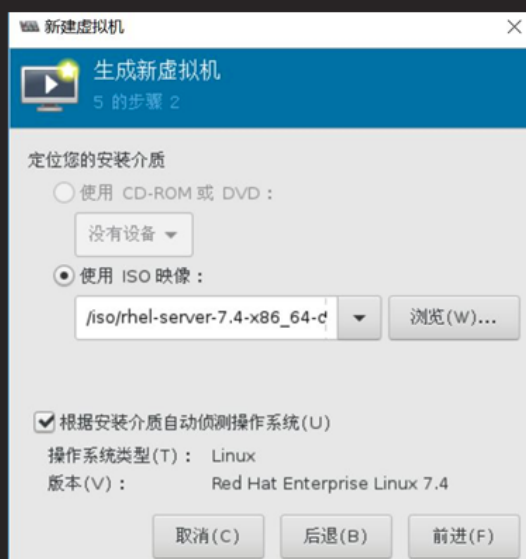 新建虚拟机
生成新虚拟机
5 的步骤 2
定位您的安装介质
使用 CD-ROM 或 DVD：
没有设备
使用 ISO 映像：
/iso/rhel-server-7.4-x86_64-d
浏览(W)...
根据安装介质自动侦测操作系统(U)
操作系统类型(T)： Linux
版本(V)： Red Hat Enterprise Linux 7.4
取消(C) 后退(B) 前进(F)